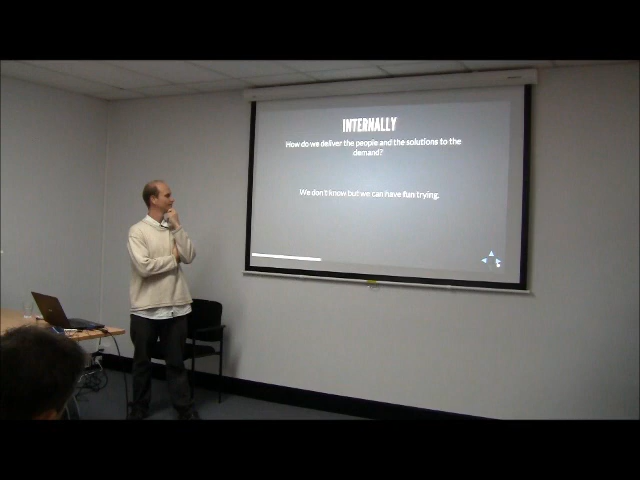 INTERNALLY
How do we deliver the people and the solutions to the
demand?
We don't know but we can have fun trying.